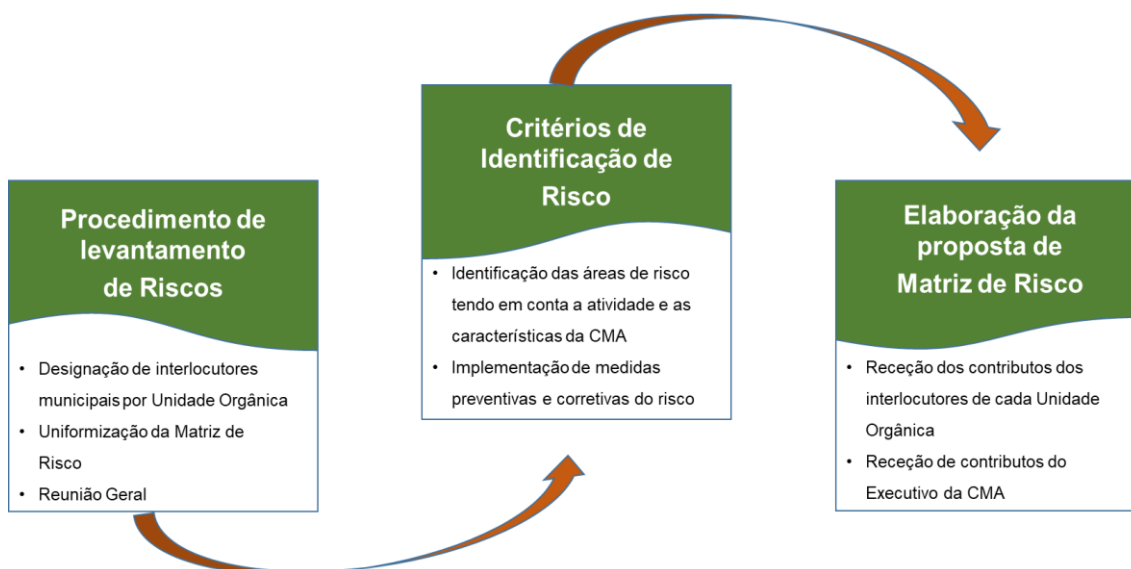 Procedimento de
levantamento
de Riscos
• Designação de interlocutores
municipais por Unidade Orgânica
• Uniformização da Matriz de
Risco
• Reunião Geral
Critérios de
Identificação de
Risco
• Identificação das áreas de risco
tendo em conta a atividade e as
características da CMA
• Implementação de medidas
preventivas e corretivas do risco
Elaboração da
proposta de
Matriz de Risco
• Receção dos contributos dos
interlocutores de cada Unidade
Orgânica
• Receção de contributos do
Executivo da CMA